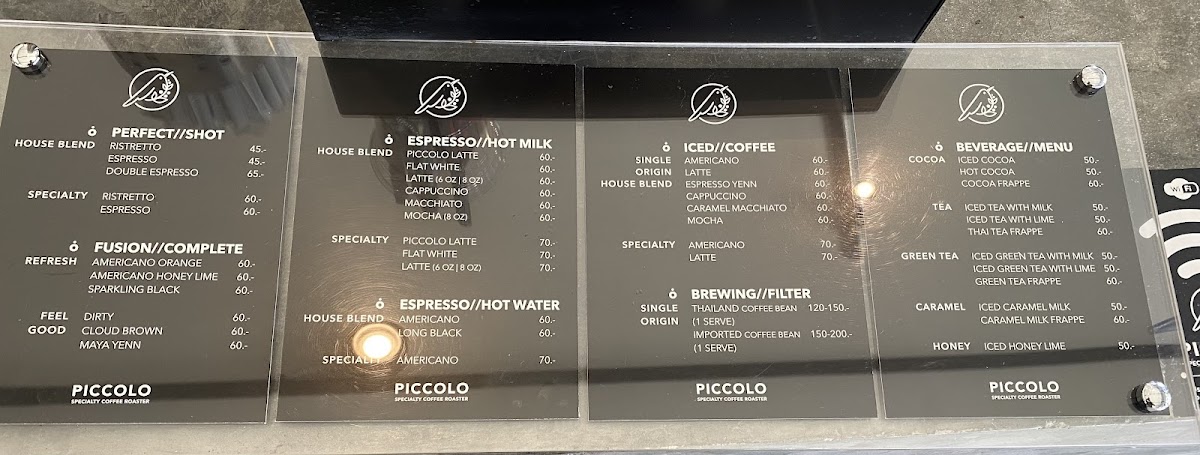 PERFECT//SHOT
HOUSE BLEND RISTRETTO 45.-
ESPRESSO 45.-
DOUBLE ESPRESSO 65.-
SPECIALTY RISTRETTO 60.-
ESPRESSO 60.-
FUSION//COMPLETE
REFRESH AMERICANO ORANGE 60.-
AMERICANO HONEY LIME 60.-
SPARKLING BLACK 60.-
FEEL DIRTY 60.-
GOOD CLOUD BROWN 60.-
MAYA YENN 60.-
PICCOLO
SPECIALTY COFFEE ROASTER
ESPRESSO//HOT MILK
HOUSE BLEND PICCOLO LATTE 60.-
FLAT WHITE 60.-
LATTE (6 OZ | 8 OZ) 60.-
CAPPUCCINO 60.-
MACCHIATO 60.-
MOCHA (8 OZ) 60.-
SPECIALTY PICCOLO LATTE 70.-
FLAT WHITE 70.-
LATTE (6 OZ | 8 OZ) 70.-
ESPRESSO//HOT WATER
HOUSE BLEND AMERICANO 60.-
LONG BLACK 60.-
SPECIALTY AMERICANO 70.-
PICCOLO
SPECIALTY COFFEE ROASTER
ICED//COFFEE
SINGLE AMERICANO 60.-
ORIGIN LATTE 60.-
HOUSE BLEND ESPRESSO YENN 60.-
CAPPUCCINO 60.-
CARAMEL MACCHIATO 60.-
MOCHA 60.-
SPECIALTY AMERICANO 70.-
LATTE 70.-
BREWING//FILTER
SINGLE THAILAND COFFEE BEAN 120-150.-
ORIGIN (1 SERVE)
IMPORTED COFFEE BEAN 150-200.-
(1 SERVE)
PICCOLO
SPECIALTY COFFEE ROASTER
BEVERAGE//MENU
COCOA ICED COCOA 50.-
HOT COCOA 50.-
COCOA FRAPPE 60.-
TEA ICED TEA WITH MILK 50.-
ICED TEA WITH LIME 50.-
THAI TEA FRAPPE 60.-
GREEN TEA ICED GREEN TEA WITH MILK 50.-
ICED GREEN TEA WITH LIME 50.-
GREEN TEA FRAPPE 60.-
CARAMEL ICED CARAMEL MILK 50.-
CARAMEL MILK FRAPPE 60.-
HONEY ICED HONEY LIME 50.-
PICCOLO
SPECIALTY COFFEE ROASTER
Wi Fi